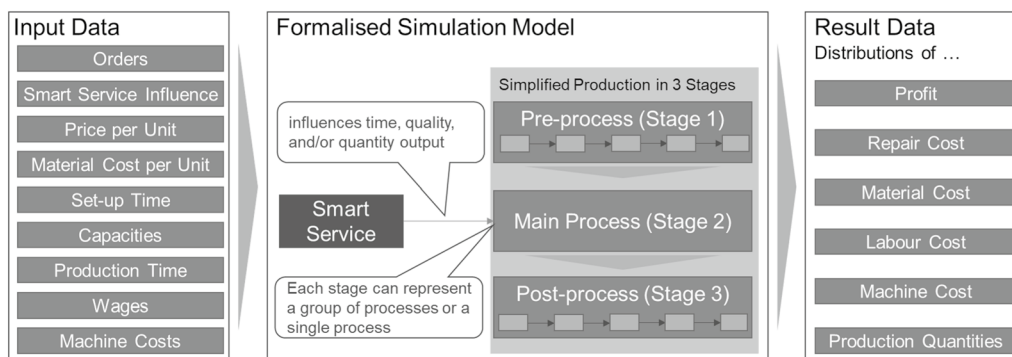 Input Data
Orders
Smart Service Influence
Price per Unit
Material Cost per Unit
Set-up Time
Capacities
Production Time
Wages
Machine Costs
Formalised Simulation Model
Simplified Production in 3 Stages
Pre-process (Stage 1)
influences time, quality,
and/or quantity output
Smart
Service
Main Process (Stage 2)
Each stage can represent
a group of processes or a
single process
Post-process (Stage 3)
Result Data
Distributions of …
Profit
Repair Cost
Material Cost
Labour Cost
Machine Cost
Production Quantities